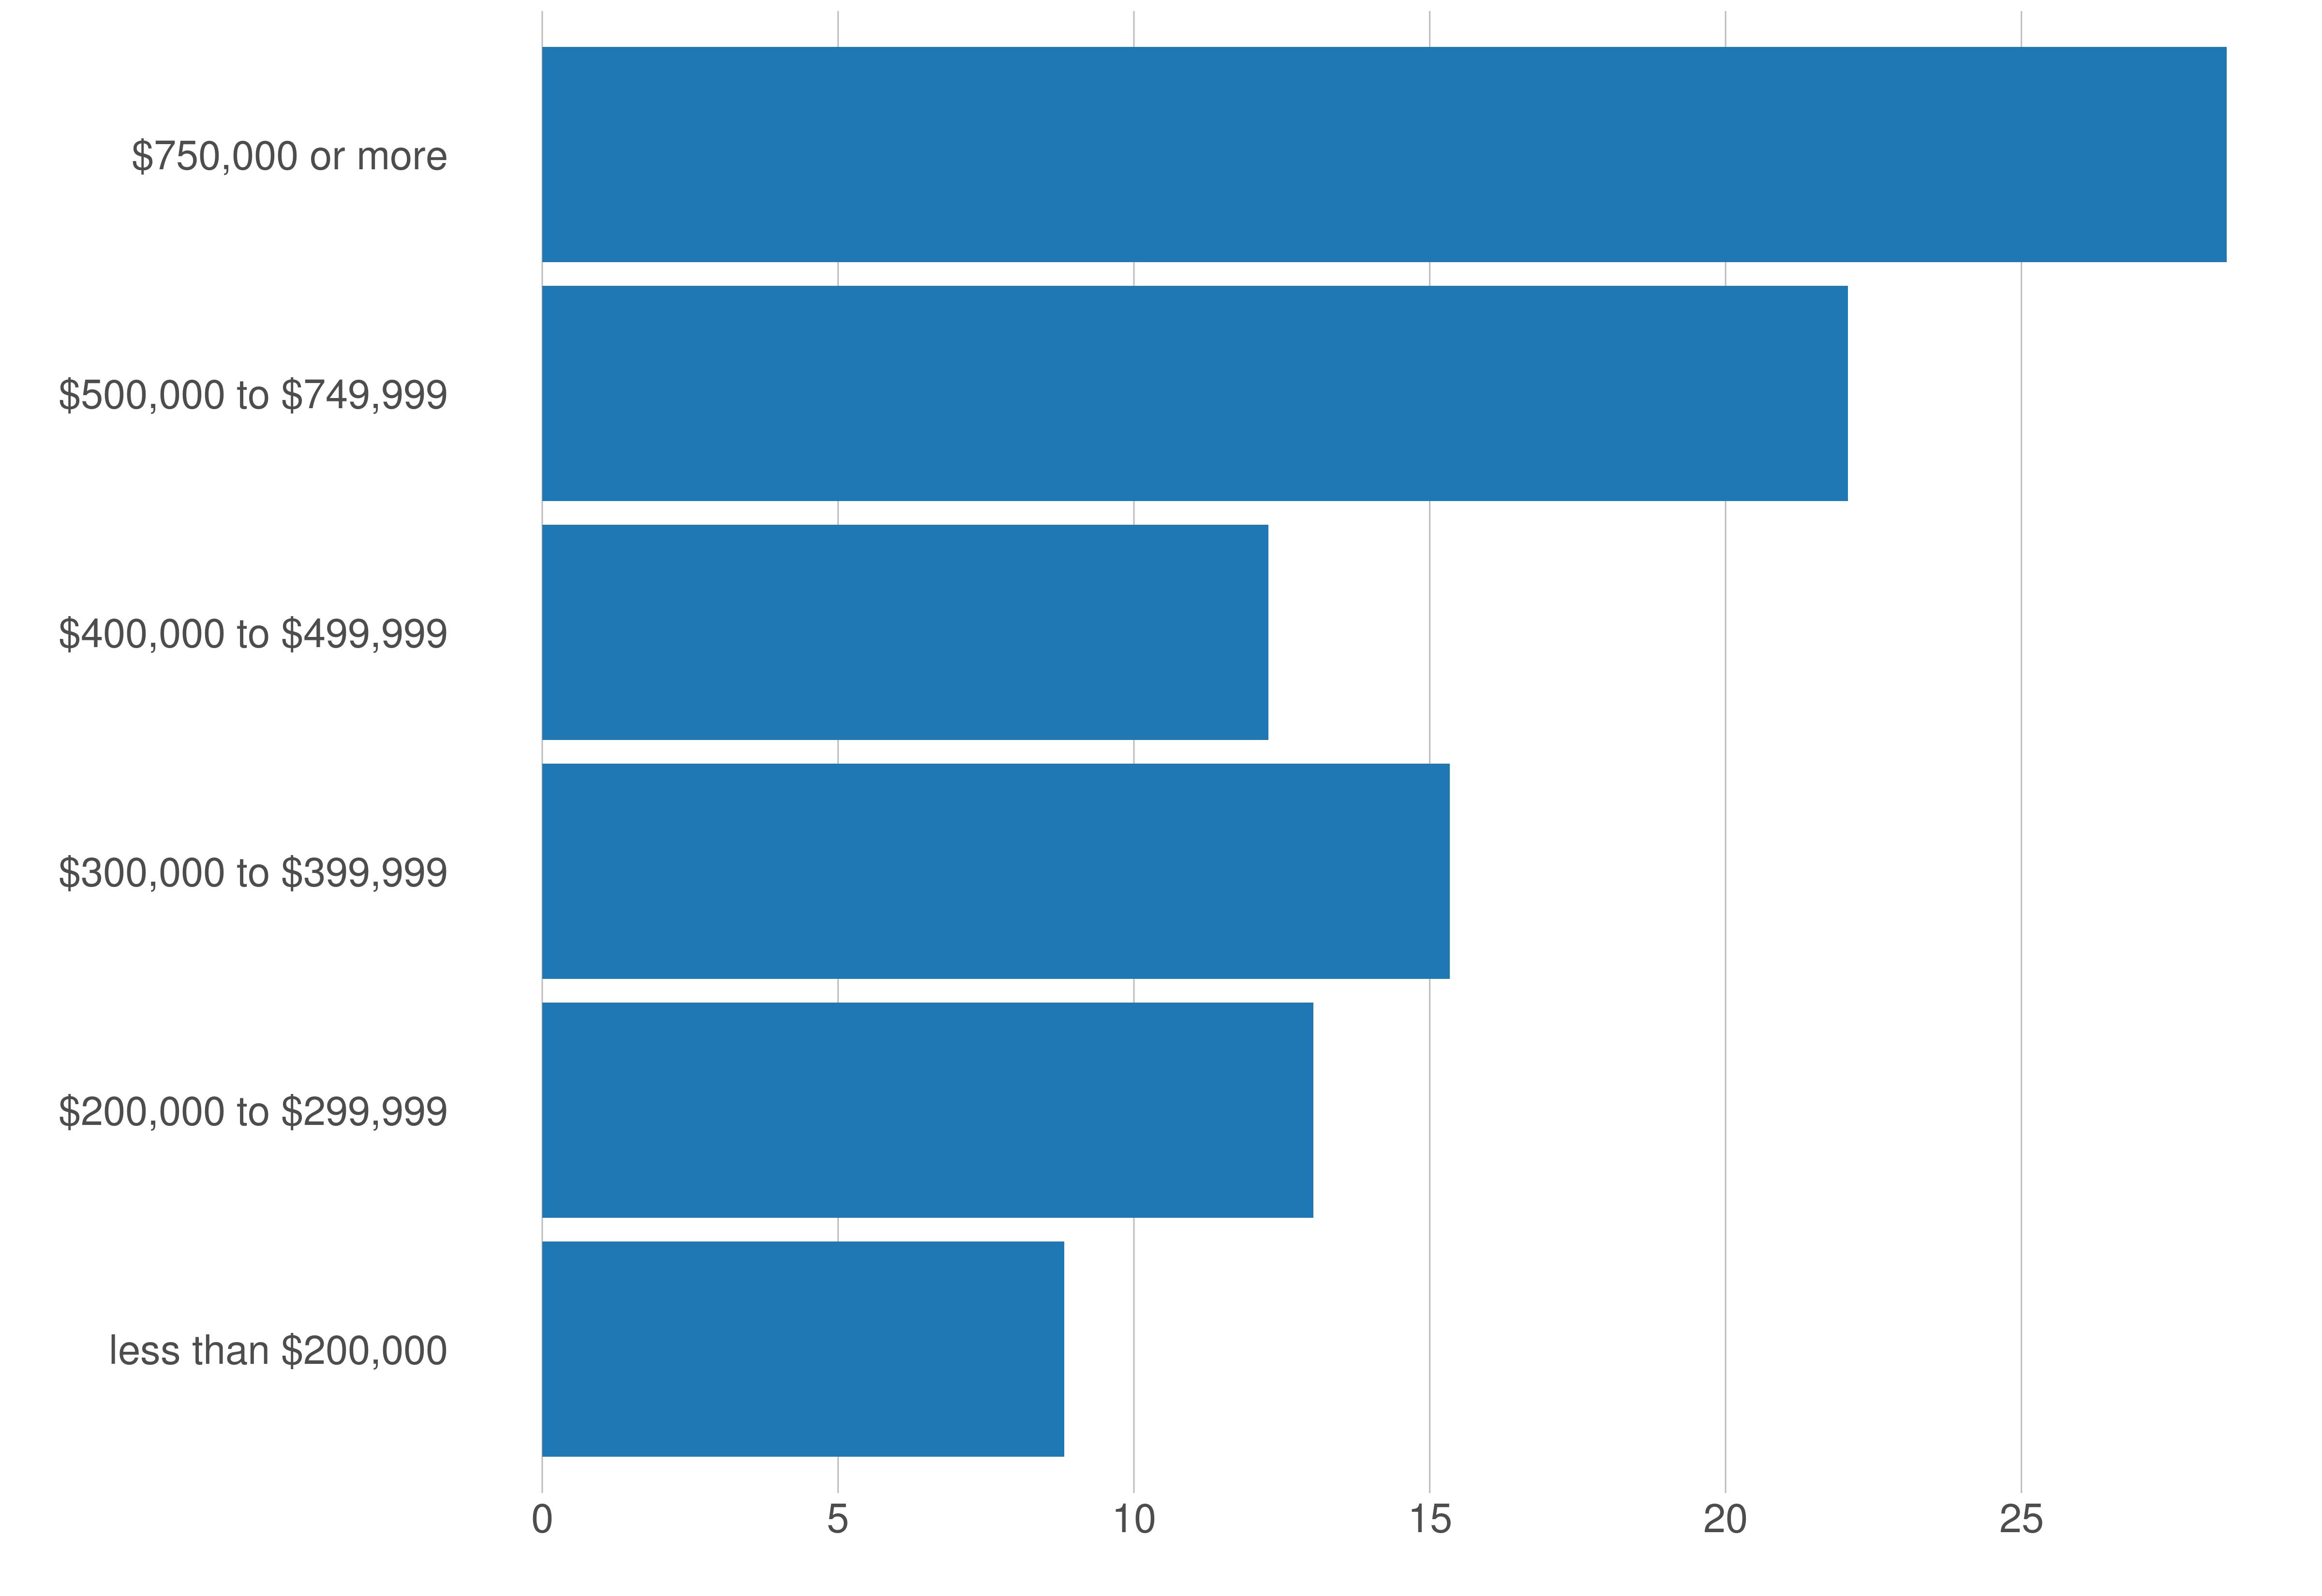 $750,000 or more
$500,000 to $749,999
$400,000 to $499,999
$300,000 to $399,999
$200,000 to $299,999
less than $200,000
0 5 10 15 20 25